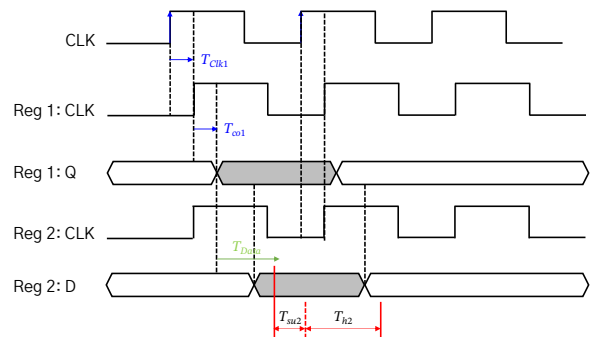 CLK
T_Clk1
Reg 1: CLK
T_co1
Reg 1: Q
Reg 2: CLK
T_Data
Reg 2: D
T_su2 T_h2